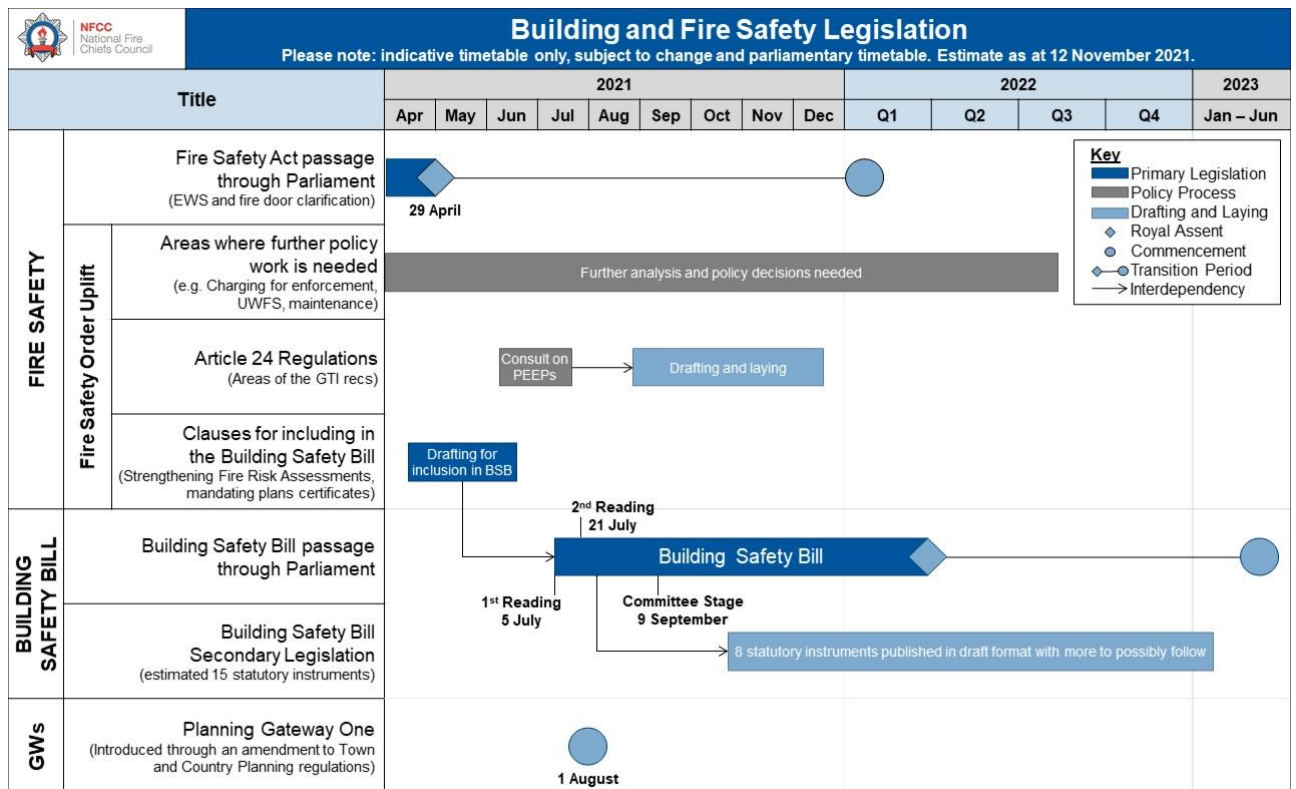 NFCC
National Fire
Chiefs Council
Building and Fire Safety Legislation
Please note: indicative timetable only, subject to change and parliamentary timetable. Estimate as at 12 November 2021.
Title
2021
2022
2023
Apr
May
Jun
Jul
Aug
Sep
Oct
Nov
Dec
Q1
Q2
Q3
Q4
Jan – Jun
FIRE SAFETY
Fire Safety Act passage
through Parliament
(EWS and fire door clarification)
29 April
Key
Primary Legislation
Policy Process
Drafting and Laying
Royal Assent
Commencement
Transition Period
Interdependency
Fire Safety Order Uplift
Areas where further policy
work is needed
(e.g. Charging for enforcement,
UWFS, maintenance)
Further analysis and policy decisions needed
Article 24 Regulations
(Areas of the GTI recs)
Consult on
PEEPs
Drafting and laying
Clauses for including in
the Building Safety Bill
(Strengthening Fire Risk Assessments,
mandating plans certificates)
Drafting for
inclusion in BSB
BUILDING
SAFETY BILL
Building Safety Bill passage
through Parliament
2nd Reading
21 July
Building Safety Bill
1st Reading
5 July
Committee Stage
9 September
Building Safety Bill
Secondary Legislation
(estimated 15 statutory instruments)
8 statutory instruments published in draft format with more to possibly follow
GWs
Planning Gateway One
(Introduced through an amendment to Town
and Country Planning regulations)
1 August